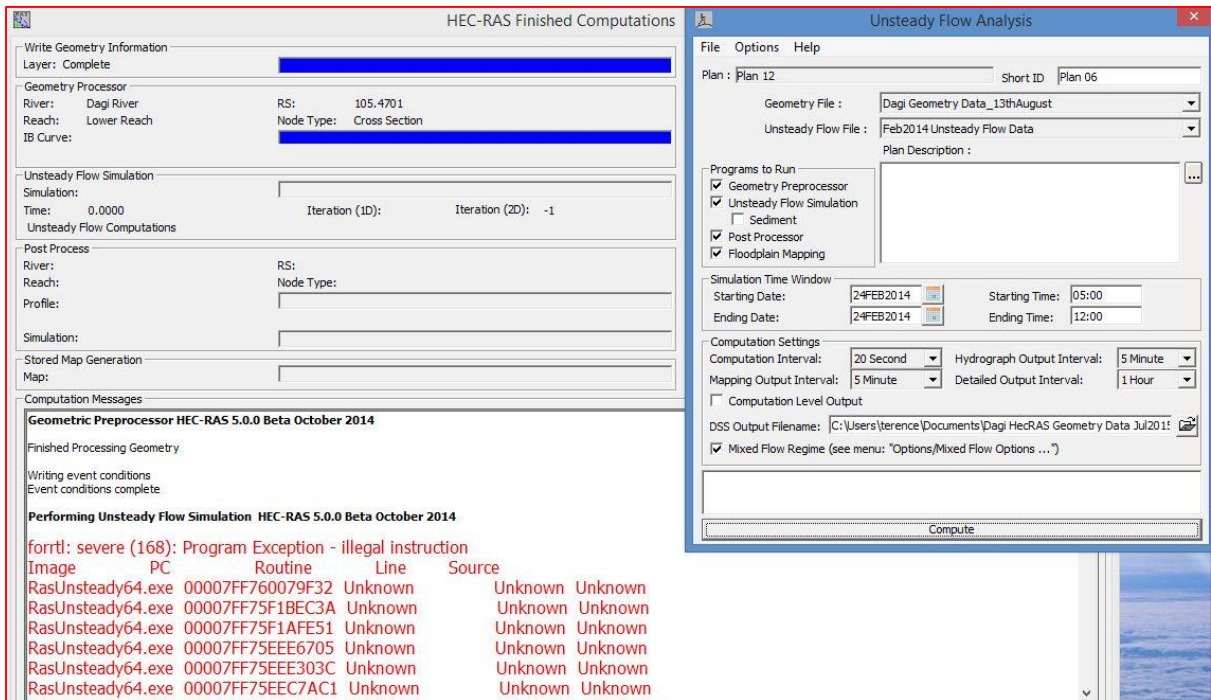 HEC-RAS Finished Computations
Write Geometry Information
Layer: Complete
Geometry Processor
River: Dagi River RS: 105.4701
Reach: Lower Reach Node Type: Cross Section
IB Curve:
Unsteady Flow Simulation
Simulation:
Time: 0.0000 Iteration (1D): Iteration (2D): -1
Unsteady Flow Computations
Post Process
River: RS:
Reach: Node Type:
Profile:
Simulation:
Stored Map Generation
Map:
Computation Messages
Geometric Preprocessor HEC-RAS 5.0.0 Beta October 2014
Finished Processing Geometry
Writing event conditions
Event conditions complete
Performing Unsteady Flow Simulation HEC-RAS 5.0.0 Beta October 2014
forrtl: severe (168): Program Exception - illegal instruction
Image PC Routine Line Source
RasUnsteady64.exe 00007FF760079F32 Unknown Unknown Unknown
RasUnsteady64.exe 00007FF75F1BEC3A Unknown Unknown Unknown
RasUnsteady64.exe 00007FF75F1AFE51 Unknown Unknown Unknown
RasUnsteady64.exe 00007FF75EEE6705 Unknown Unknown Unknown
RasUnsteady64.exe 00007FF75EEE303C Unknown Unknown Unknown
RasUnsteady64.exe 00007FF75EEC7AC1 Unknown Unknown Unknown
Unsteady Flow Analysis
File Options Help
Plan : Plan 12 Short ID Plan 06
Geometry File : Dagi Geometry Data_13thAugust
Unsteady Flow File : Feb2014 Unsteady Flow Data
Plan Description :
Programs to Run
Geometry Preprocessor
Unsteady Flow Simulation
Sediment
Post Processor
Floodplain Mapping
...
Simulation Time Window
Starting Date: 24FEB2014 Starting Time: 05:00
Ending Date: 24FEB2014 Ending Time: 12:00
Computation Settings
Computation Interval: 20 Second Hydrograph Output Interval: 5 Minute
Mapping Output Interval: 5 Minute Detailed Output Interval: 1 Hour
Computation Level Output
DSS Output Filename: C:\Users\terence\Documents\Dagi HecRAS Geometry Data Jul2015
Mixed Flow Regime (see menu: "Options/Mixed Flow Options ...")
Compute